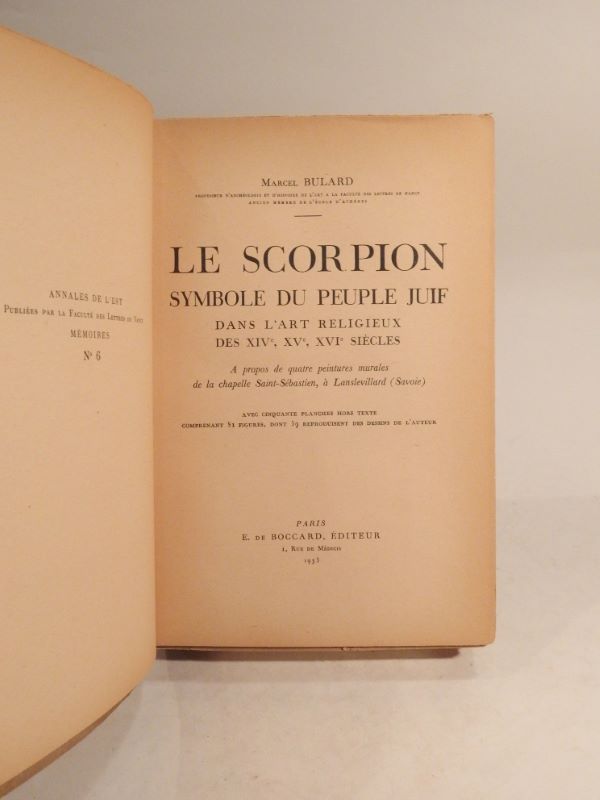 ANNALES DE L'EST
PUBLIÉES PAR LA FACULTÉ DES LETTRES DE NANCY
MÉMOIRES
N° 6
MARCEL BULARD
PROFESSEUR D'ARCHÉOLOGIE ET D'HISTOIRE DE L'ART A LA FACULTÉ DES LETTRES DE NANCY
ANCIEN MEMBRE DE L'ÉCOLE D'ATHÈNES
LE SCORPION
SYMBOLE DU PEUPLE JUIF
DANS L'ART RELIGIEUX
DES XIVe, XVe, XVIe SIÈCLES
A propos de quatre peintures murales
de la chapelle Saint-Sébastien, à Lanslevillard (Savoie)
AVEC CINQUANTE PLANCHES HORS TEXTE
COMPRENANT 81 FIGURES, DONT 39 REPRODUISENT DES DESSINS DE L'AUTEUR
PARIS
E. DE BOCCARD, ÉDITEUR
1, RUE DE MÉDICIS
1935